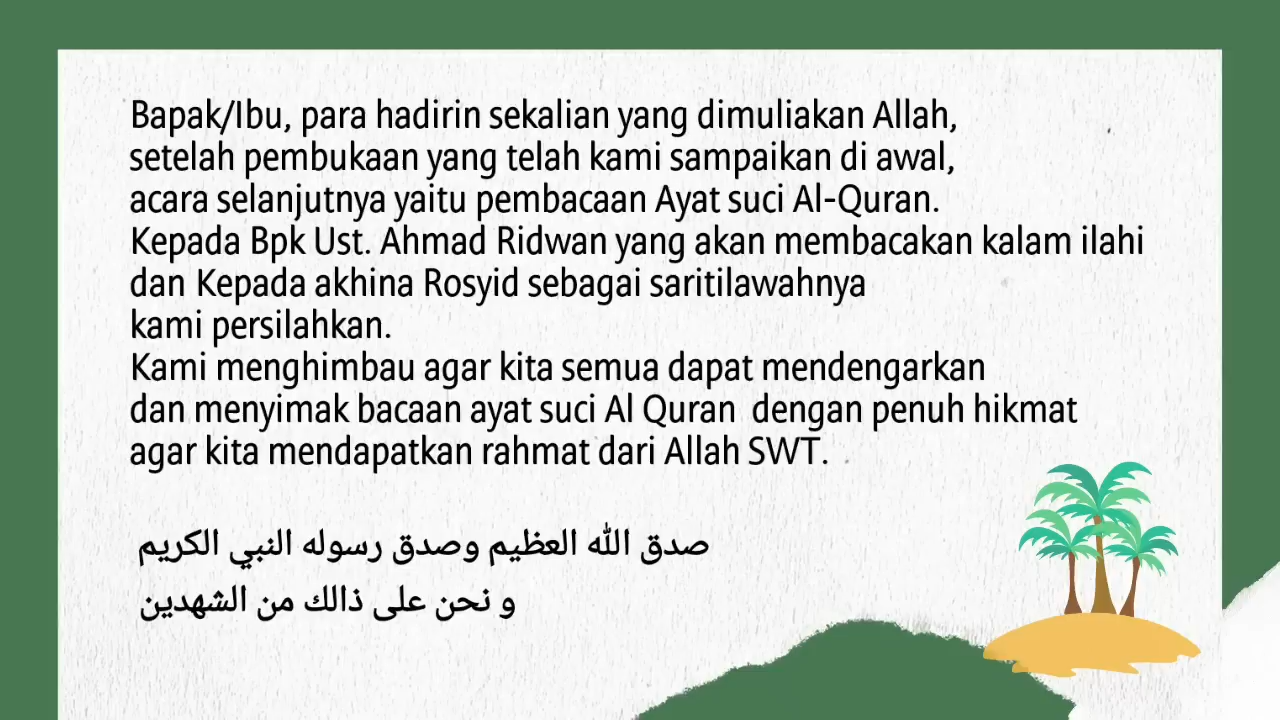 Bapak/Ibu, para hadirin sekalian yang dimuliakan Allah,
setelah pembukaan yang telah kami sampaikan di awal,
acara selanjutnya yaitu pembacaan Ayat suci Al-Quran.
Kepada Bpk Ust. Ahmad Ridwan yang akan membacakan kalam ilahi
dan Kepada akhina Rosyid sebagai saritilawahnya
kami persilahkan.
Kami menghimbau agar kita semua dapat mendengarkan
dan menyimak bacaan ayat suci Al Quran dengan penuh hikmat
agar kita mendapatkan rahmat dari Allah SWT.
صدق الله العظيم وصدق رسوله النبي الكريم
و نحن على ذالك من الشهدين